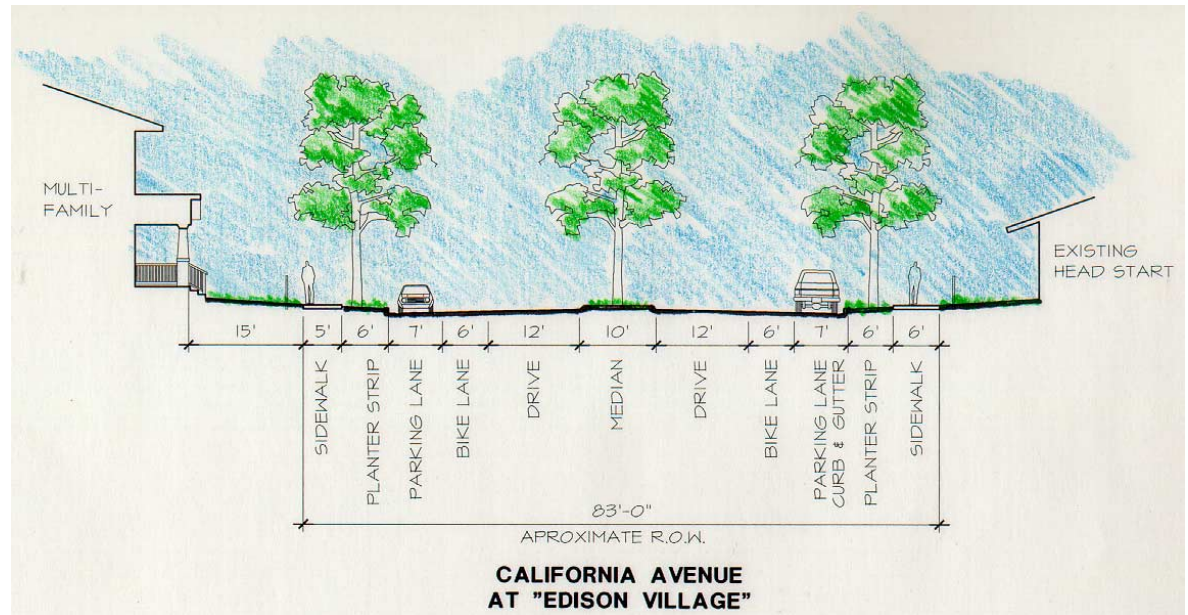 MULTI-
FAMILY
EXISTING
HEAD START
15' 5' 6' 7' 6' 12' 10' 12' 6' 7' 6' 6'
SIDEWALK
PLANTER STRIP
PARKING LANE
BIKE LANE
DRIVE
MEDIAN
DRIVE
BIKE LANE
PARKING LANE
CURB & GUTTER
PLANTER STRIP
SIDEWALK
83'-0"
APROXIMATE R.O.W.
CALIFORNIA AVENUE
AT "EDISON VILLAGE"